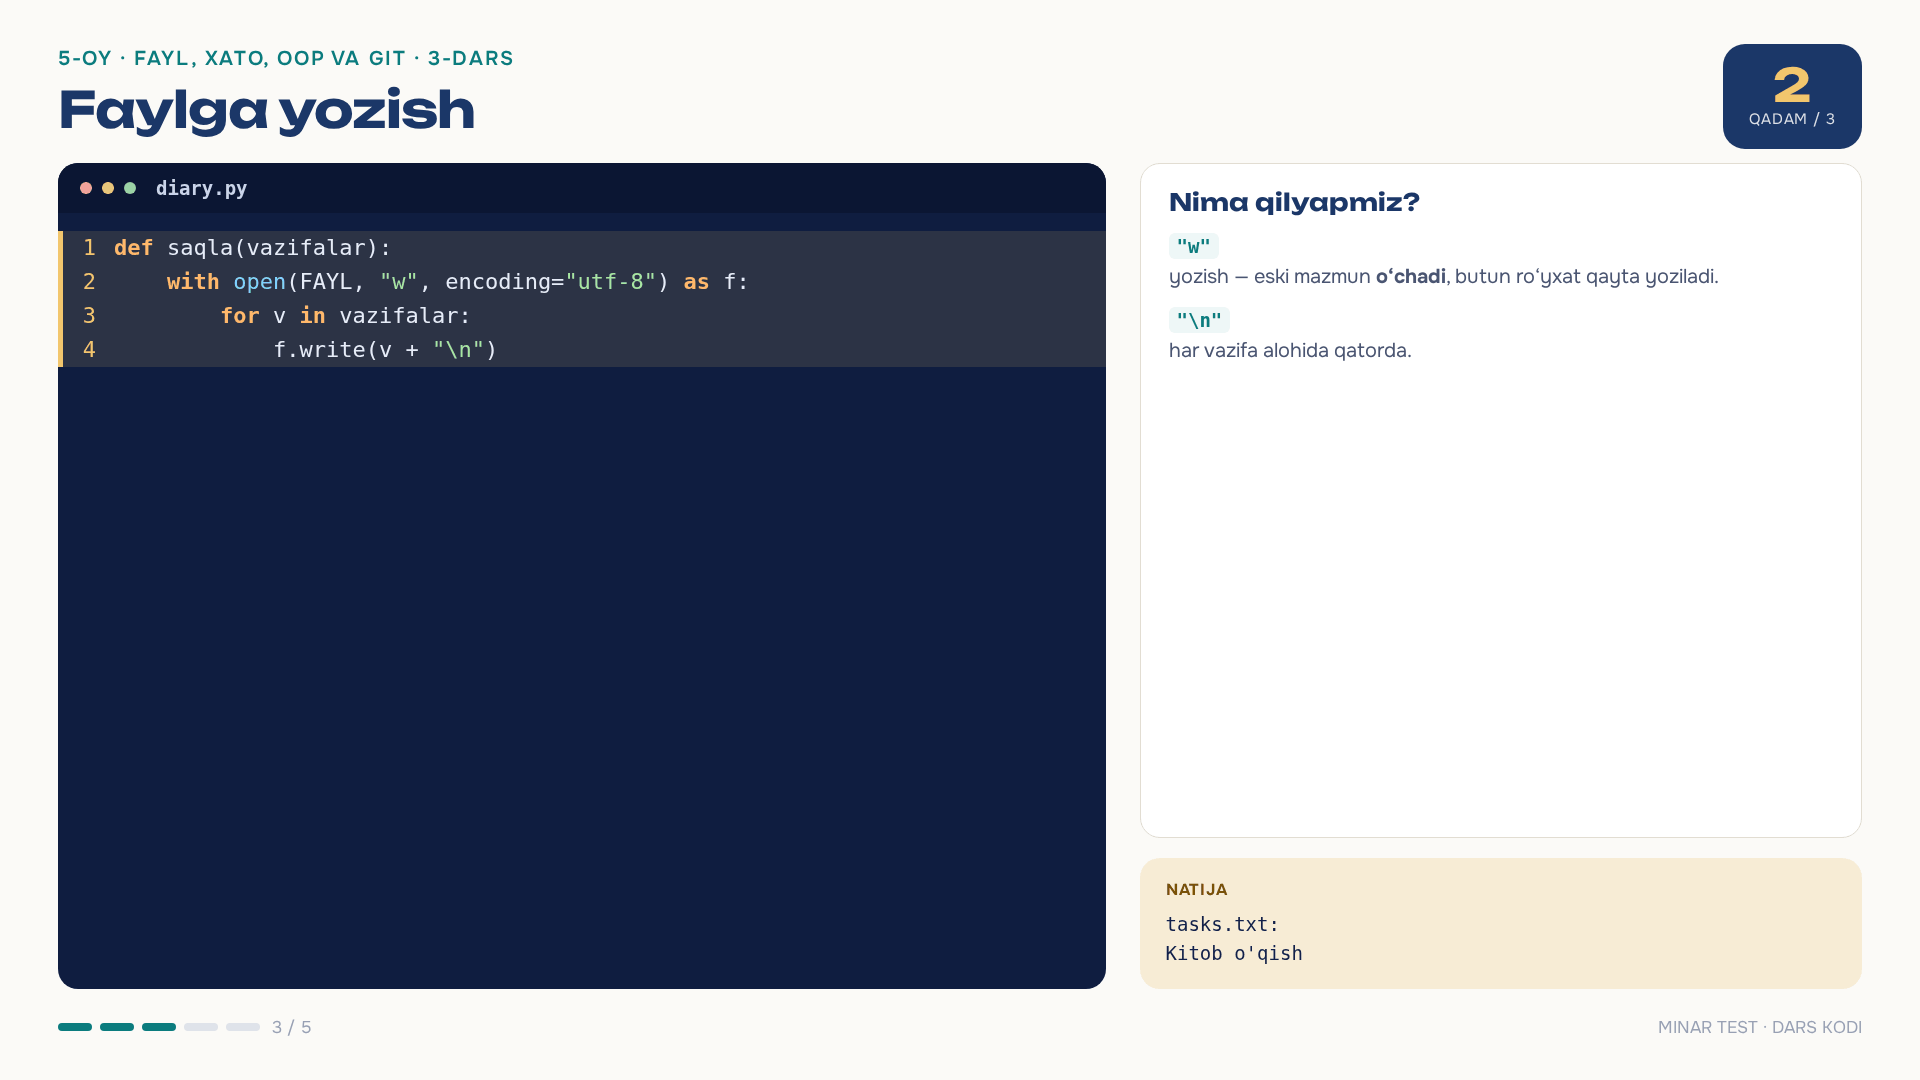 5-OY · FAYL, XATO, OOP VA GIT · 3-DARS
Faylga yozish
2
QADAM / 3
diary.py
1 def saqla(vazifalar):
2     with open(FAYL, "w", encoding="utf-8") as f:
3         for v in vazifalar:
4             f.write(v + "\n")
Nima qilyapmiz?
"w"
yozish — eski mazmun oʻchadi, butun roʻyxat qayta yoziladi.
"\n"
har vazifa alohida qatorda.
NATIJA
tasks.txt:
Kitob o'qish
3 / 5
MINAR TEST · DARS KODI